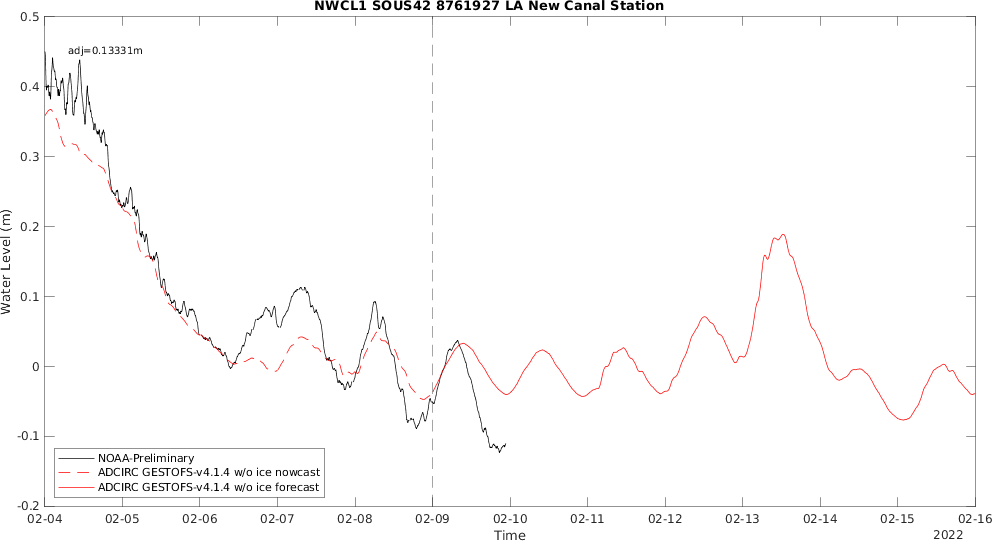 NWCL1 SOUS42 8761927 LA New Canal Station
adj=0.13331m
0.5
0.4
0.3
0.2
0.1
0
-0.1
-0.2
Water Level (m)
NOAA-Preliminary
ADCIRC GESTOFS-v4.1.4 w/o ice nowcast
ADCIRC GESTOFS-v4.1.4 w/o ice forecast
02-04 02-05 02-06 02-07 02-08 02-09 02-10 02-11 02-12 02-13 02-14 02-15 02-16
Time
2022